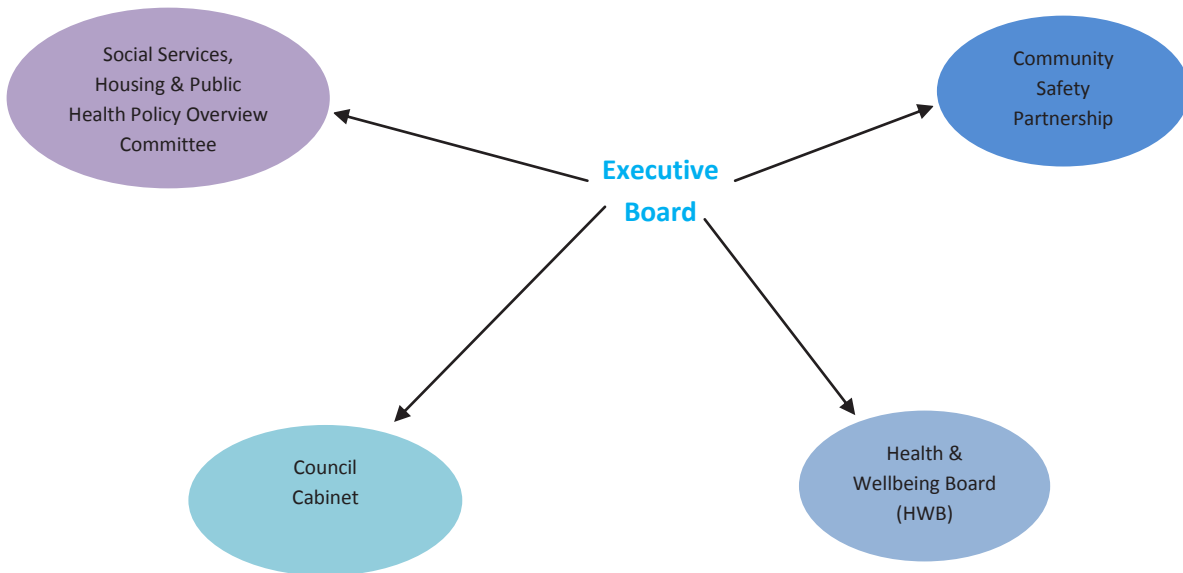 Social Services,
Housing & Public
Health Policy Overview
Committee
Community
Safety
Partnership
Executive
Board
Council
Cabinet
Health &
Wellbeing Board
(HWB)